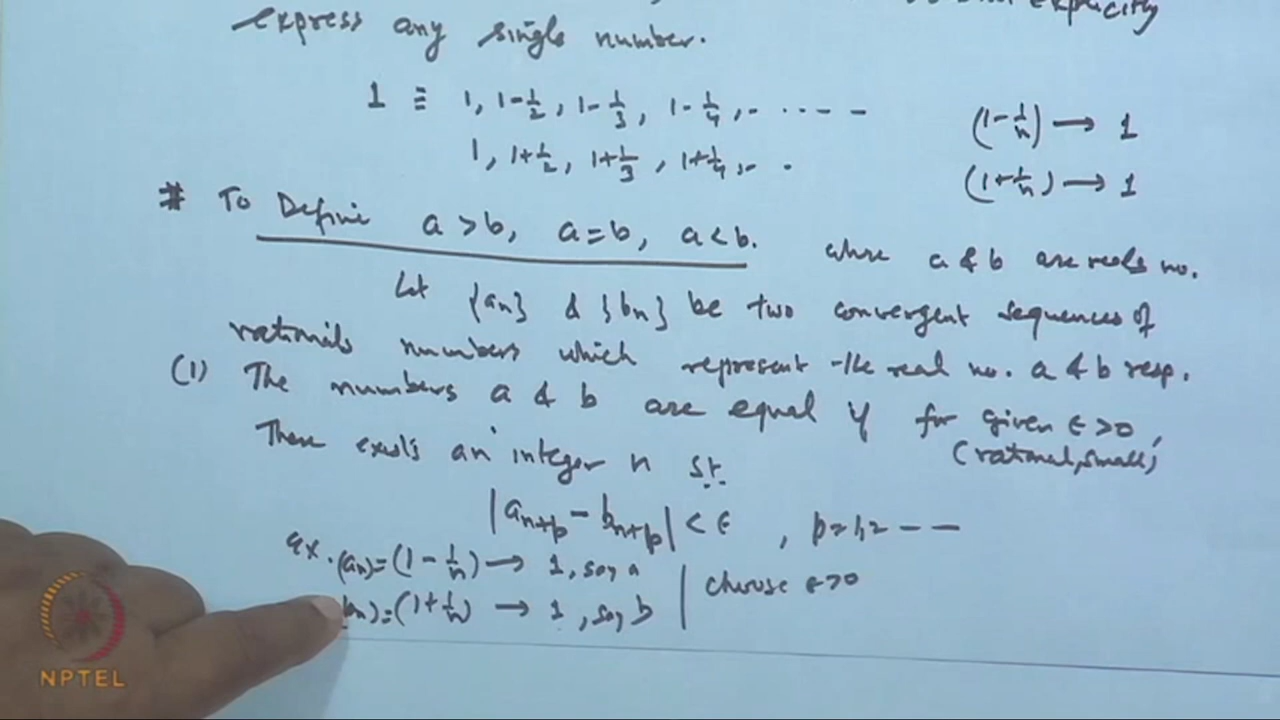 explicitly
express any single number.
1 ≡ 1, 1-1/2, 1-1/3, 1-1/4, - - - - - -
(1-1/n) → 1
1, 1+1/2, 1+1/3, 1+1/4, - -
(1+1/n) → 1
# To Define a > b, a = b, a < b. where a & b are reals no.
Let {an} & {bn} be two convergent sequences of
rationals numbers which represent the real no. a & b resp.
(1) The numbers a & b are equal if for given ε > 0,
(rational, small)
There exists an integer n st.
|an+p - bn+p| < ε , p = 1, 2 - - -
ex. (an) = (1-1/n) → 1, say a
(bn) = (1+1/n) → 1, say b
choose ε > 0
NPTEL